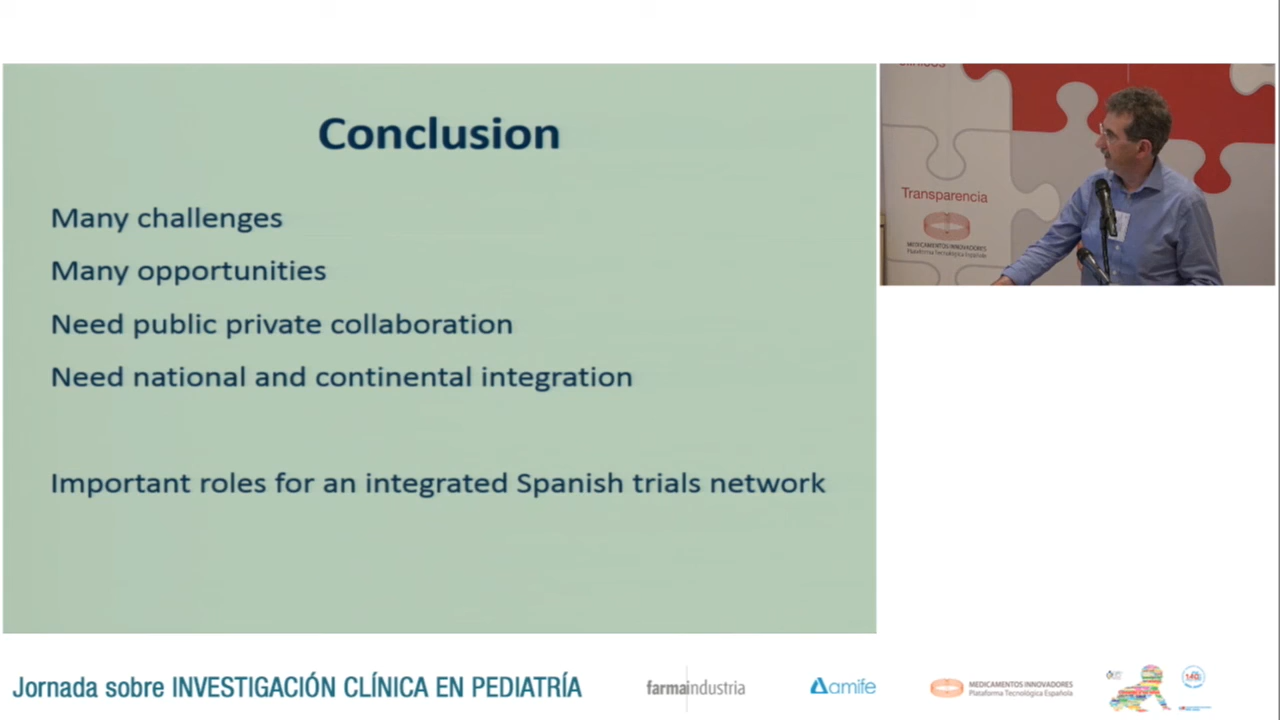 Conclusion
Many challenges
Many opportunities
Need public private collaboration
Need national and continental integration
Important roles for an integrated Spanish trials network
Transparencia
MEDICAMENTOS INNOVADORES
Plataforma Tecnológica Española
Jornada sobre INVESTIGACIÓN CLÍNICA EN PEDIATRÍA
farmaindustria
amife
MEDICAMENTOS INNOVADORES
Plataforma Tecnológica Española